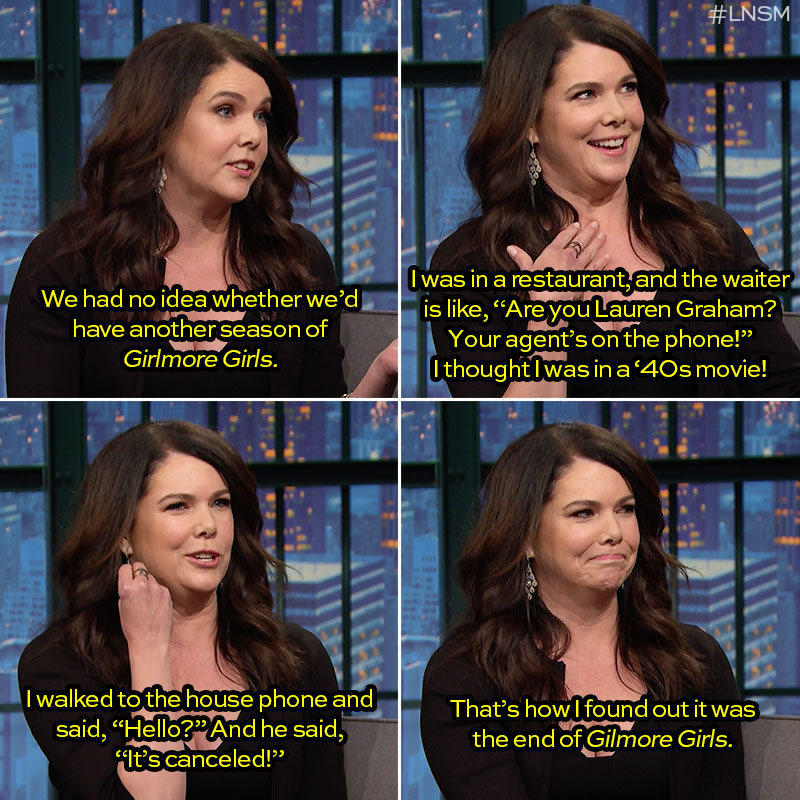 #LNSM
We had no idea whether we'd
have another season of
Girlmore Girls.
I was in a restaurant, and the waiter
is like, “Are you Lauren Graham?
Your agent's on the phone!”
I thought I was in a ‘40s movie!
I walked to the house phone and
said, “Hello?” And he said,
“It's canceled!”
That's how I found out it was
the end of Gilmore Girls.